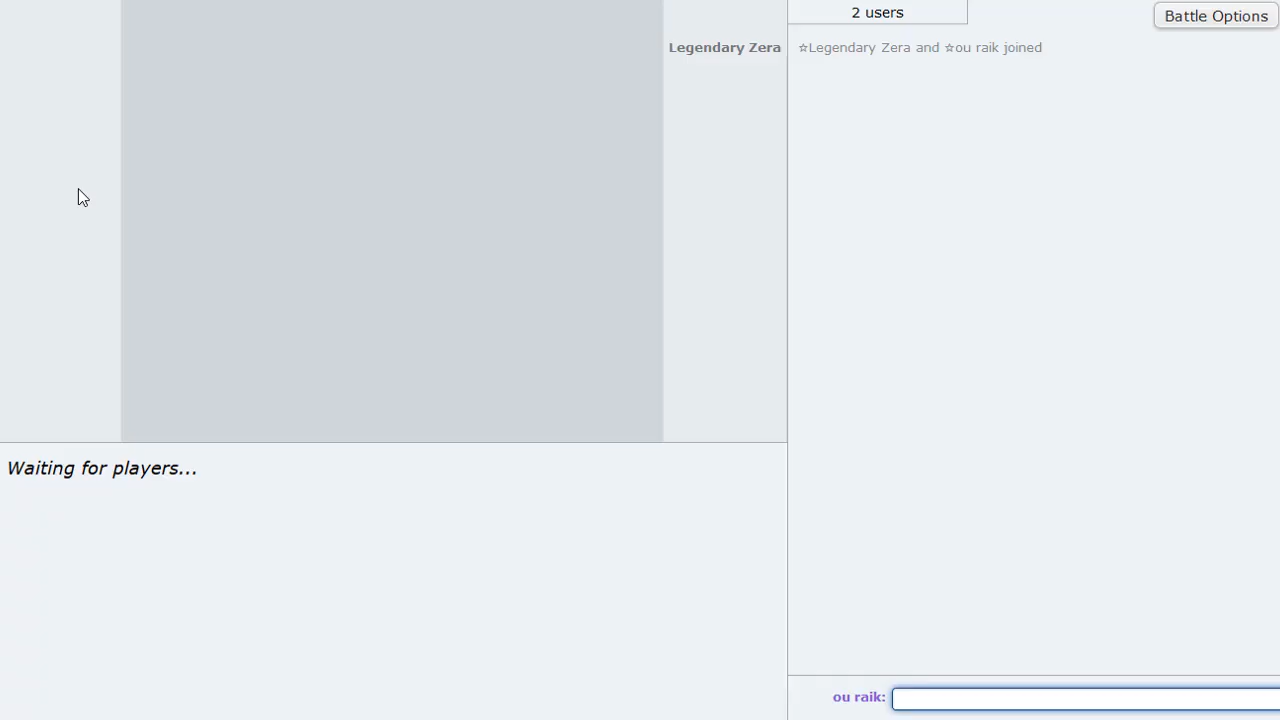 2 users
Battle Options
Legendary Zera
☆Legendary Zera and ☆ou raik joined
Waiting for players...
ou raik: